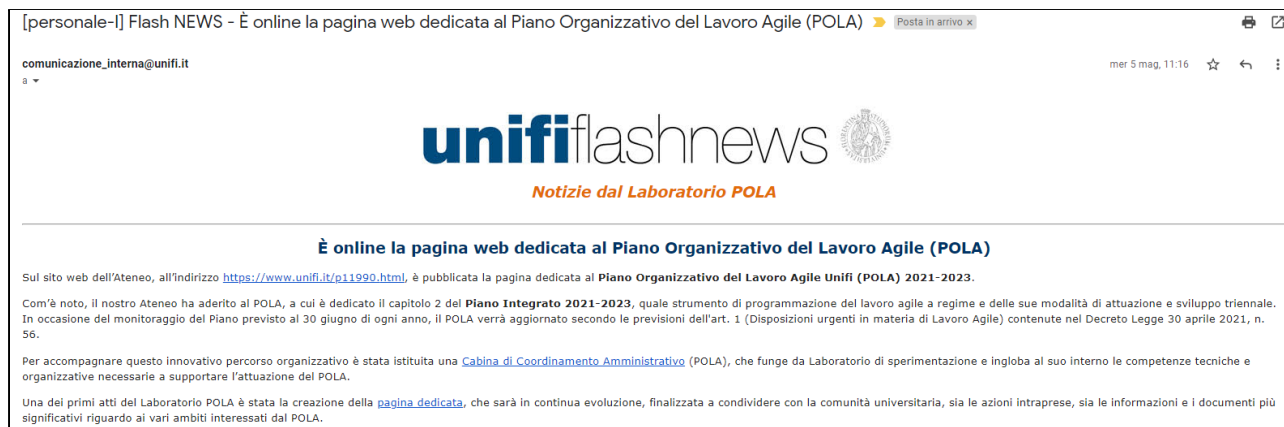 [personale-l] Flash NEWS - È online la pagina web dedicata al Piano Organizzativo del Lavoro Agile (POLA) Posta in arrivo x
comunicazione_interna@unifi.it mer 5 mag, 11:16
a
unififlashnews
Notizie dal Laboratorio POLA
È online la pagina web dedicata al Piano Organizzativo del Lavoro Agile (POLA)
Sul sito web dell'Ateneo, all'indirizzo https://www.unifi.it/p11990.html, è pubblicata la pagina dedicata al Piano Organizzativo del Lavoro Agile Unifi (POLA) 2021-2023.
Com'è noto, il nostro Ateneo ha aderito al POLA, a cui è dedicato il capitolo 2 del Piano Integrato 2021-2023, quale strumento di programmazione del lavoro agile a regime e delle sue modalità di attuazione e sviluppo triennale.
In occasione del monitoraggio del Piano previsto al 30 giugno di ogni anno, il POLA verrà aggiornato secondo le previsioni dell'art. 1 (Disposizioni urgenti in materia di Lavoro Agile) contenute nel Decreto Legge 30 aprile 2021, n.
56.
Per accompagnare questo innovativo percorso organizzativo è stata istituita una Cabina di Coordinamento Amministrativo (POLA), che funge da Laboratorio di sperimentazione e ingloba al suo interno le competenze tecniche e
organizzative necessarie a supportare l'attuazione del POLA.
Una dei primi atti del Laboratorio POLA è stata la creazione della pagina dedicata, che sarà in continua evoluzione, finalizzata a condividere con la comunità universitaria, sia le azioni intraprese, sia le informazioni e i documenti più
significativi riguardo ai vari ambiti interessati dal POLA.